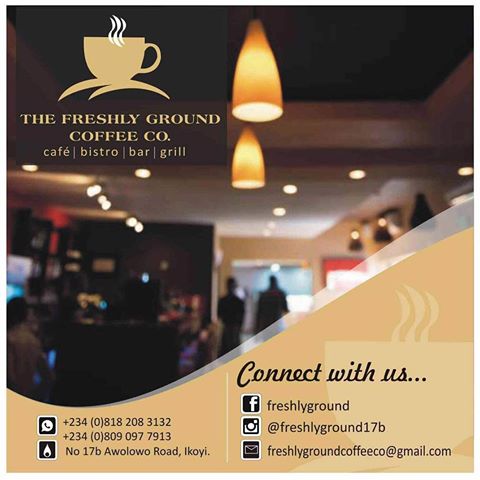 THE FRESHLY GROUND
COFFEE CO.
café| bistro| bar| grill
Connect with us...
freshlyground
@freshlyground17b
freshlygroundcoffeeco@gmail.com
+234 (0)818 208 3132
+234 (0)809 097 7913
No 17b Awolowo Road, Ikoyi.